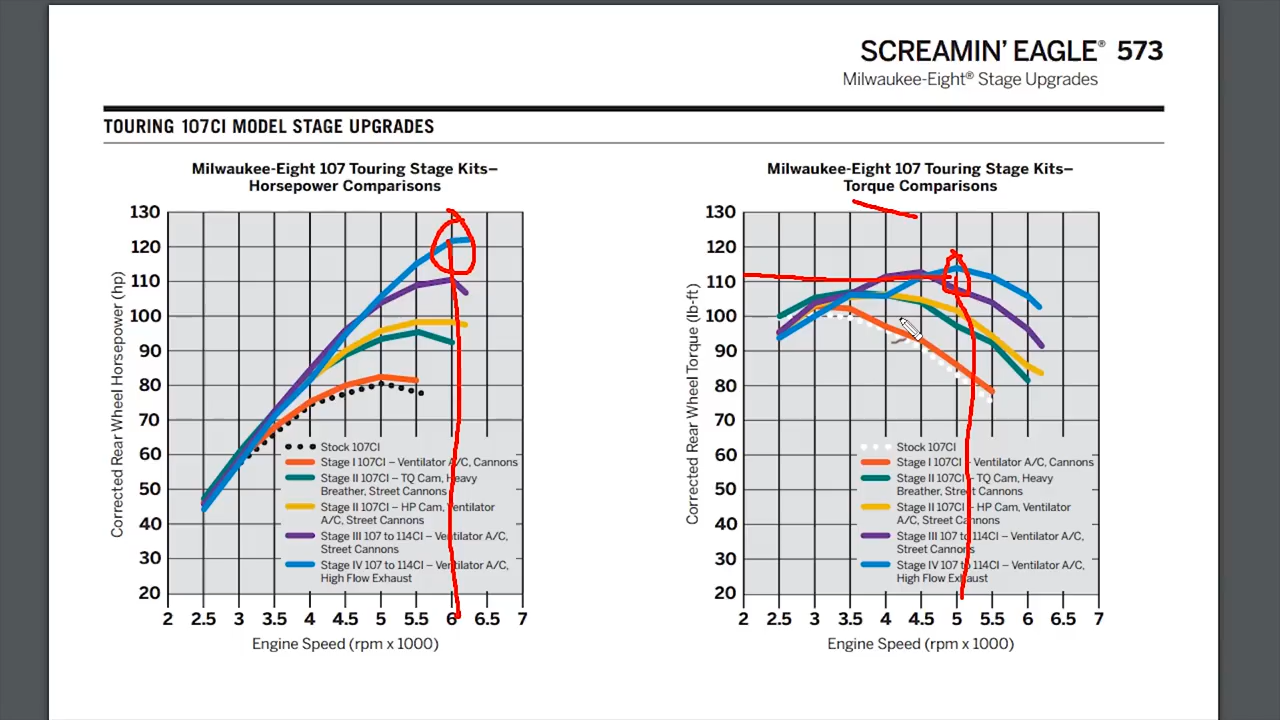 SCREAMIN' EAGLE® 573
Milwaukee-Eight® Stage Upgrades
TOURING 107CI MODEL STAGE UPGRADES
Milwaukee-Eight 107 Touring Stage Kits–
Horsepower Comparisons
Corrected Rear Wheel Horsepower (hp)
130
120
110
100
90
80
70
60
50
40
30
20
Stock 107CI
Stage I 107CI – Ventilator A/C, Cannons
Stage II 107CI – TQ Cam, Heavy
Breather, Street Cannons
Stage II 107CI – HP Cam, Ventilator
A/C, Street Cannons
Stage III 107 to 114CI – Ventilator A/C,
Street Cannons
Stage IV 107 to 114CI – Ventilator A/C,
High Flow Exhaust
2 2.5 3 3.5 4 4.5 5 5.5 6 6.5 7
Engine Speed (rpm x 1000)
Milwaukee-Eight 107 Touring Stage Kits–
Torque Comparisons
Corrected Rear Wheel Torque (lb-ft)
130
120
110
100
90
80
70
60
50
40
30
20
Stock 107CI
Stage I 107CI – Ventilator A/C, Cannons
Stage II 107CI – TQ Cam, Heavy
Breather, Street Cannons
Stage II 107CI – HP Cam, Ventilator
A/C, Street Cannons
Stage III 107 to 114CI – Ventilator A/C,
Street Cannons
Stage IV 107 to 114CI – Ventilator A/C,
High Flow Exhaust
2 2.5 3 3.5 4 4.5 5 5.5 6 6.5 7
Engine Speed (rpm x 1000)